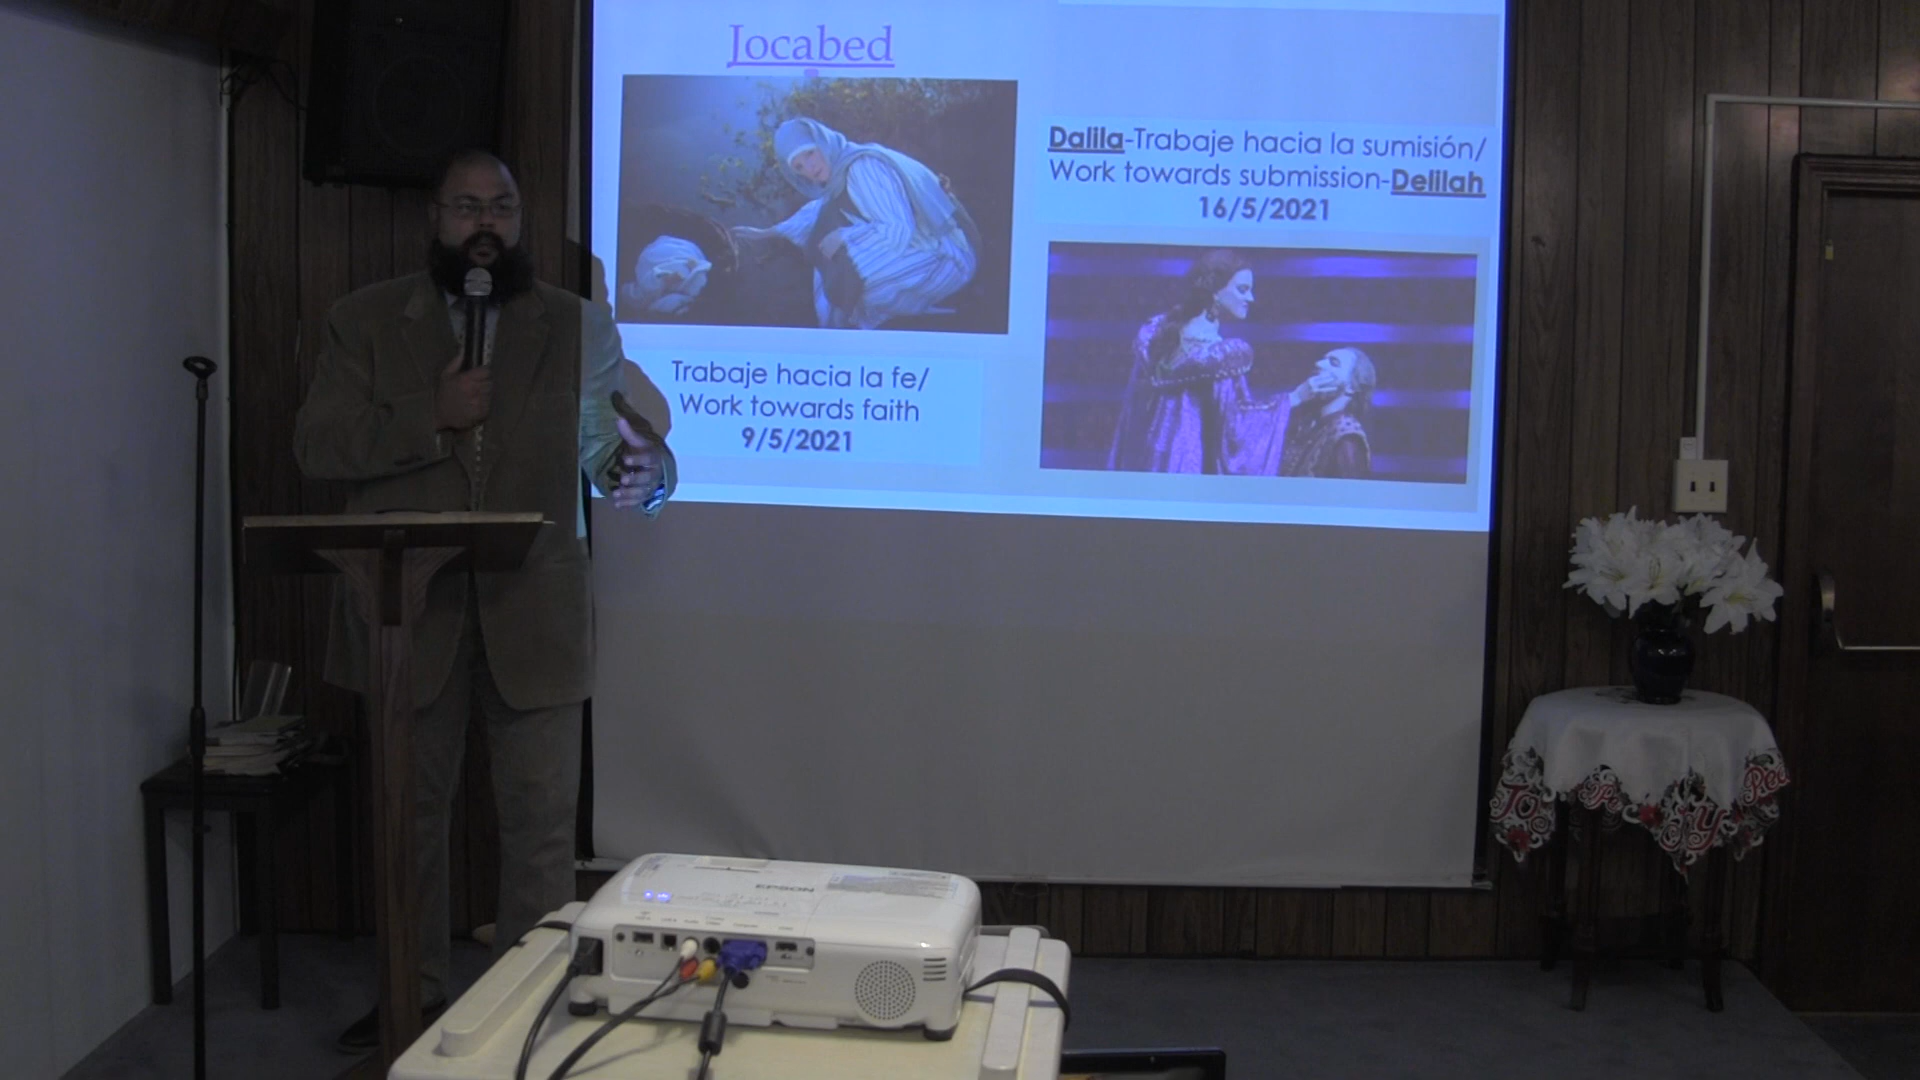 Jocabed
Trabaje hacia la fe/
Work towards faith
9/5/2021
Dalila-Trabaje hacia la sumisión/
Work towards submission-Delilah
16/5/2021
EPSON
Joy